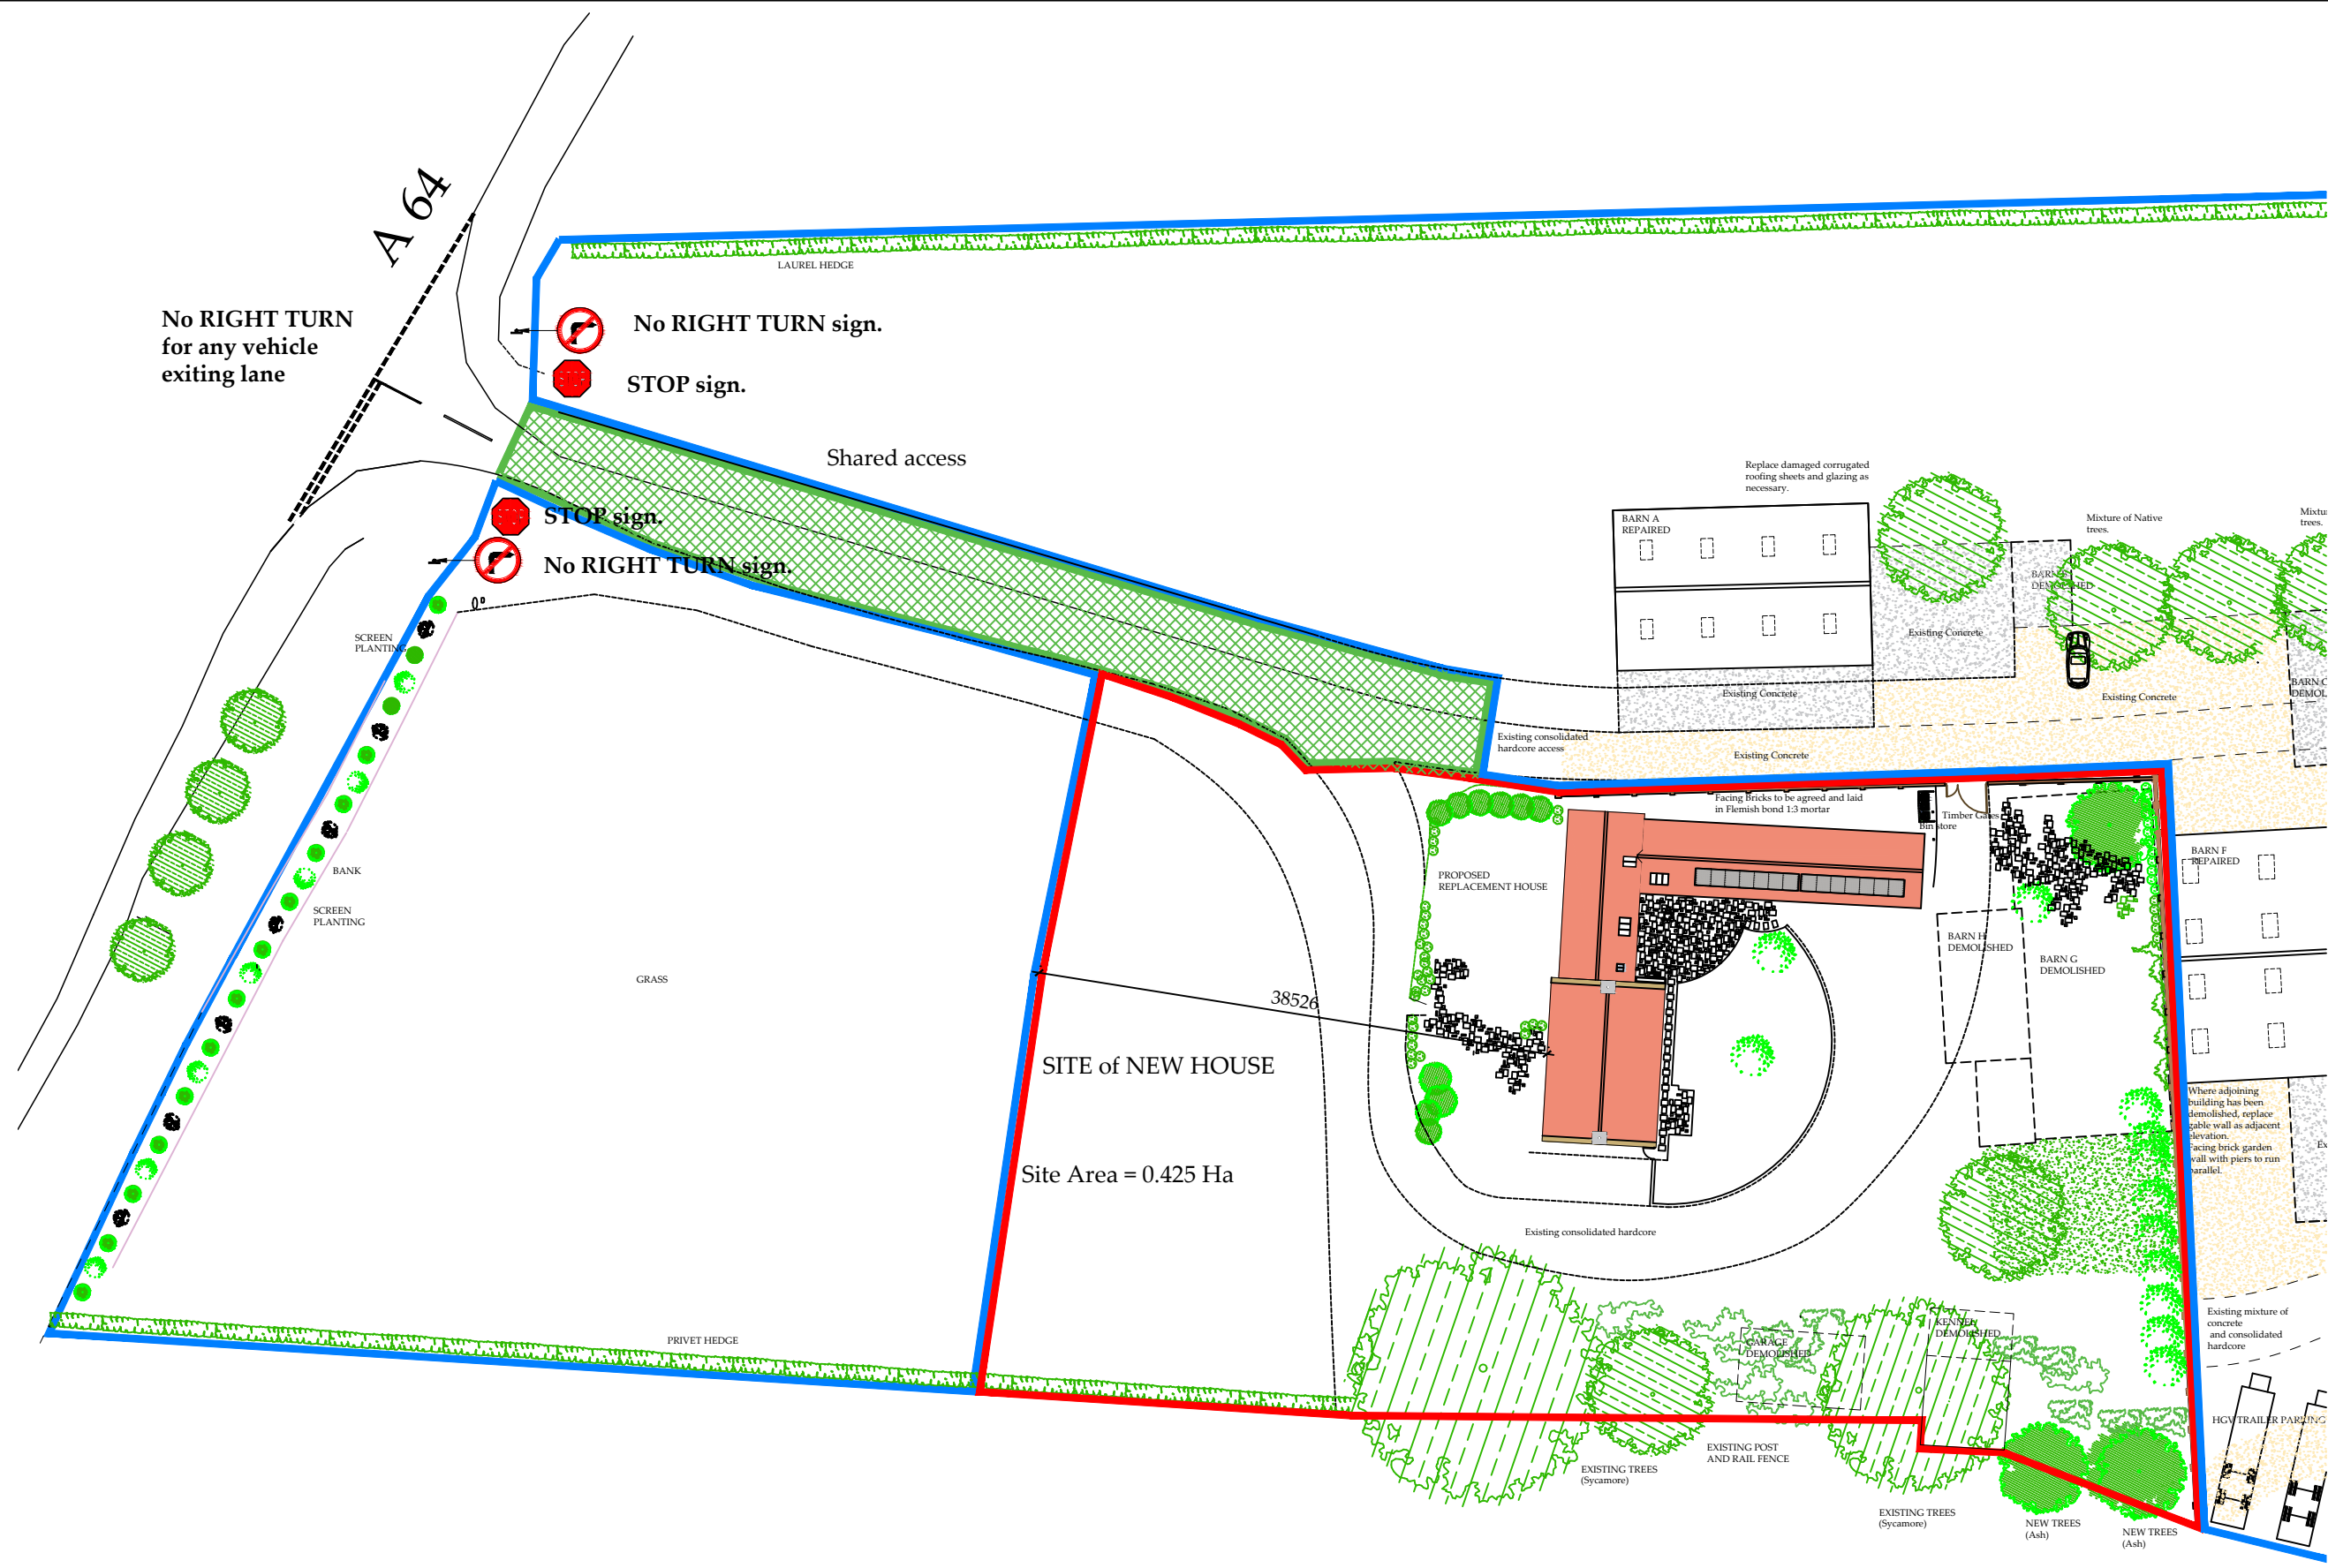 A 64
LAUREL HEDGE
No RIGHT TURN
for any vehicle
exiting lane
No RIGHT TURN sign.
STOP sign.
Shared access
STOP sign.
No RIGHT TURN sign.
0°
SCREEN
PLANTING
BANK
SCREEN
PLANTING
GRASS
PRIVET HEDGE
Replace damaged corrugated
roofing sheets and glazing as
necessary.
BARN A
REPAIRED
Mixture of Native
trees.
trees.
DEMOLISHED
Existing Concrete
Existing Concrete
Existing Concrete
BARN C
Existing consolidated
hardcore access
Existing Concrete
Facing Bricks to be agreed and laid
in Flemish bond 1:3 mortar
Timber Gates
Bin store
PROPOSED
REPLACEMENT HOUSE
BARN F
REPAIRED
BARN H
DEMOLISHED
BARN G
DEMOLISHED
38526
SITE of NEW HOUSE
Site Area = 0.425 Ha
Where adjoining
building has been
demolished, replace
gable wall as adjacent
elevation.
Facing brick garden
wall with piers to run
parallel.
Existing consolidated hardcore
Existing mixture of
concrete
and consolidated
hardcore
GARAGE
DEMOLISHED
KENNEL
DEMOLISHED
HGV TRAILER PARKING
EXISTING POST
AND RAIL FENCE
EXISTING TREES
(Sycamore)
EXISTING TREES
(Sycamore)
NEW TREES
(Ash)
NEW TREES
(Ash)